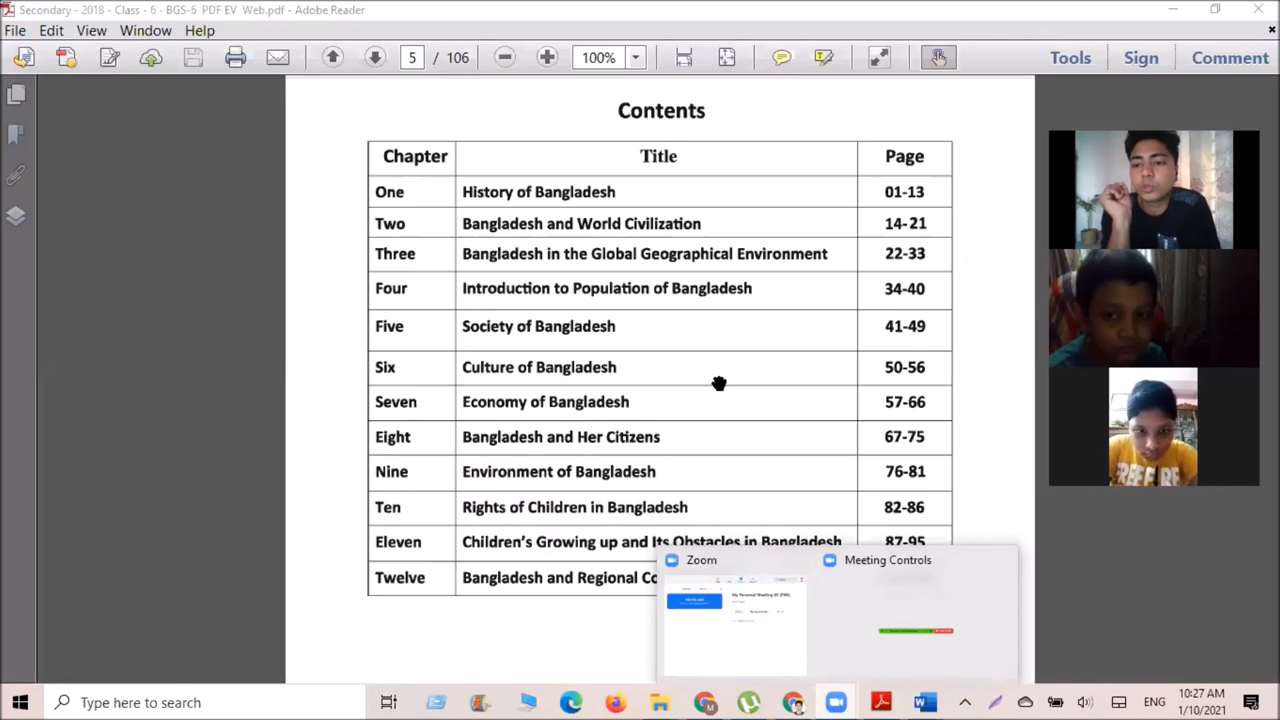 Secondary - 2018 - Class - 6 - BGS-6 PDF EV Web.pdf - Adobe Reader
File Edit View Window Help
5 / 106 100% Tools Sign Comment
Contents
Chapter Title Page
One History of Bangladesh 01-13
Two Bangladesh and World Civilization 14-21
Three Bangladesh in the Global Geographical Environment 22-33
Four Introduction to Population of Bangladesh 34-40
Five Society of Bangladesh 41-49
Six Culture of Bangladesh 50-56
Seven Economy of Bangladesh 57-66
Eight Bangladesh and Her Citizens 67-75
Nine Environment of Bangladesh 76-81
Ten Rights of Children in Bangladesh 82-86
Eleven Children's Growing up and Its Obstacles in Bangladesh 87-95
Twelve Bangladesh and Regional Co
Zoom Meeting Controls
FREE FIRE
Type here to search
ENG 10:27 AM
1/10/2021